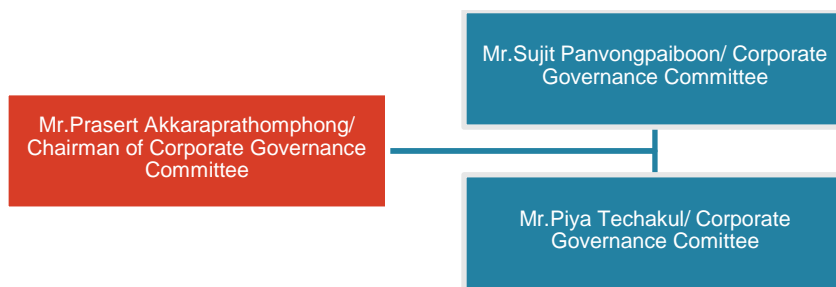 Mr.Sujit Panvongpaiboon/ Corporate
Governance Committee
Mr.Prasert Akkaraprathomphong/
Chairman of Corporate Governance
Committee
Mr.Piya Techakul/ Corporate
Governance Comittee